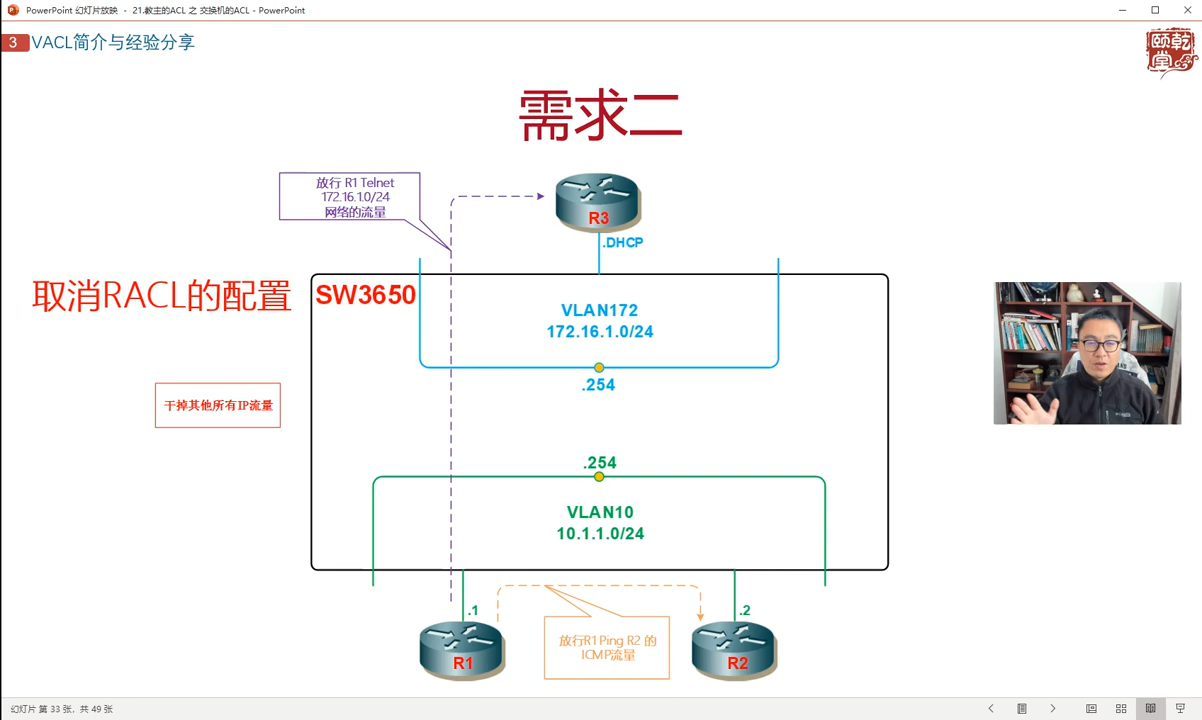 PowerPoint 幻灯片放映 - 21.教主的ACL 之 交换机的ACL - PowerPoint
3 VACL简介与经验分享
颐乾堂
需求二
放行 R1 Telnet
172.16.1.0/24
网络的流量
R3
.DHCP
取消RACL的配置
SW3650
VLAN172
172.16.1.0/24
.254
干掉其他所有IP流量
.254
VLAN10
10.1.1.0/24
.1
.2
放行R1 Ping R2 的
ICMP流量
R1
R2
幻灯片 第 33 张，共 49 张